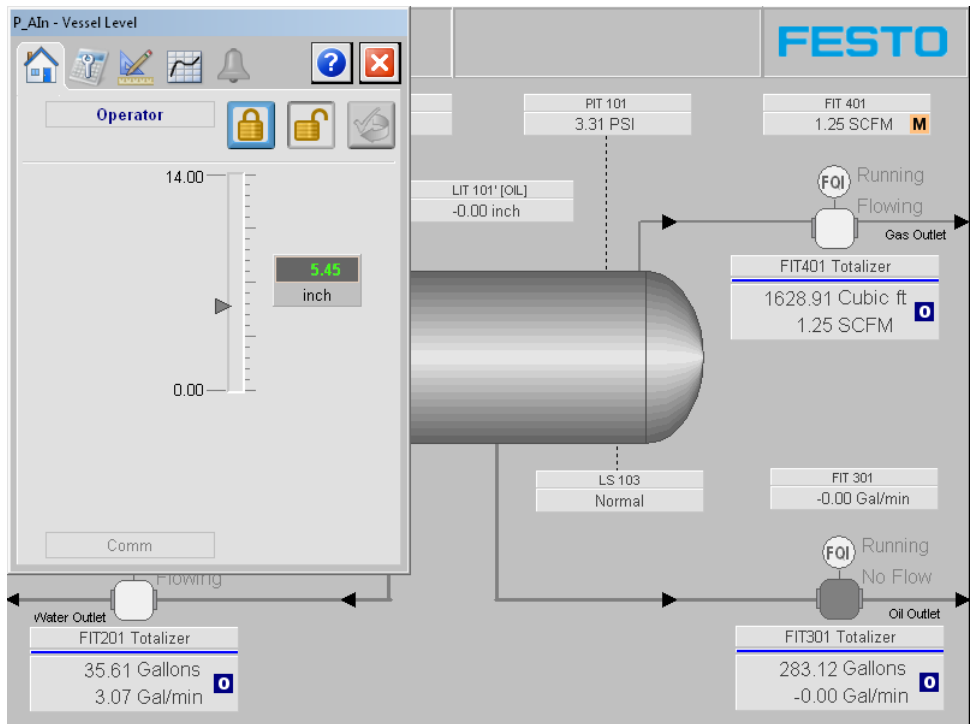 P_AIn - Vessel Level
?
Operator
14.00
5.45
inch
0.00
Comm
FESTO
PIT 101
3.31 PSI
FIT 401
1.25 SCFM M
LIT 101' [OIL]
-0.00 inch
FQI Running
Flowing
Gas Outlet
FIT401 Totalizer
1628.91 Cubic ft
1.25 SCFM
O
LS 103
Normal
FIT 301
-0.00 Gal/min
FQI Running
No Flow
Oil Outlet
Flowing
Water Outlet
FIT201 Totalizer
35.61 Gallons
3.07 Gal/min
O
FIT301 Totalizer
283.12 Gallons
-0.00 Gal/min
O